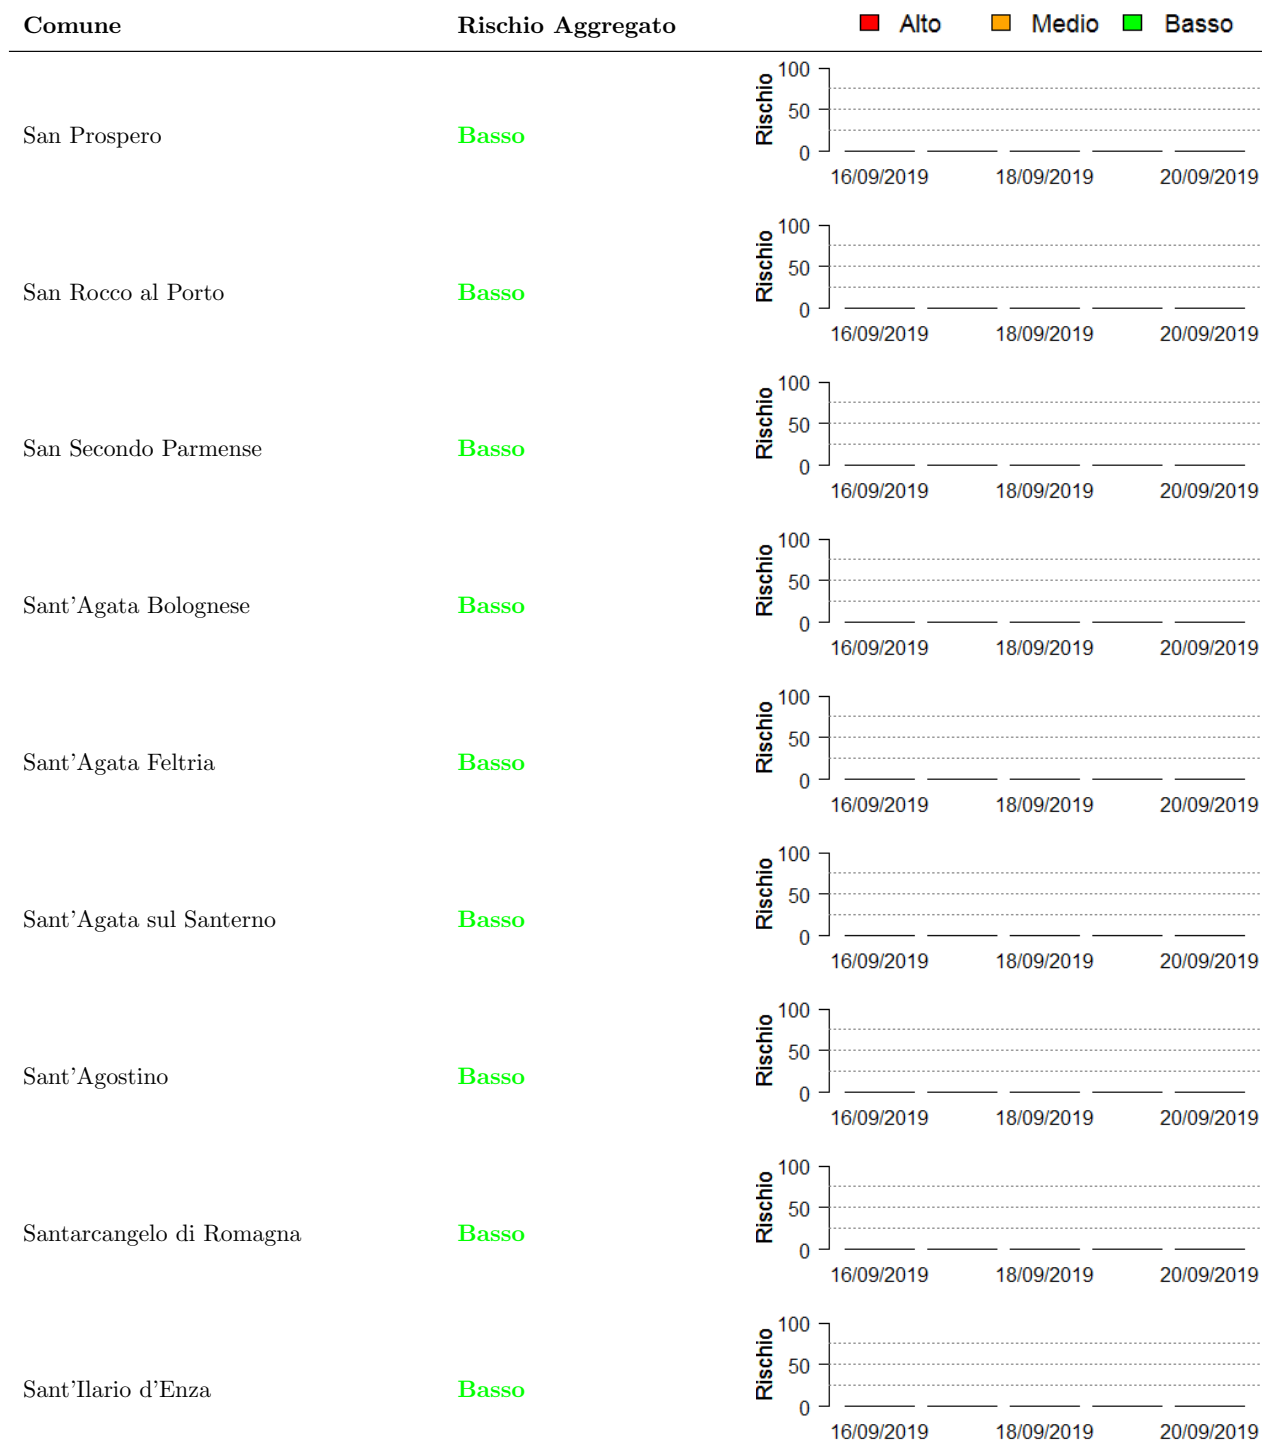 Comune Rischio Aggregato Alto Medio Basso
100
50
0
Rischio
San Prospero Basso
16/09/2019 18/09/2019 20/09/2019
100
50
0
Rischio
San Rocco al Porto Basso
16/09/2019 18/09/2019 20/09/2019
100
50
0
Rischio
San Secondo Parmense Basso
16/09/2019 18/09/2019 20/09/2019
100
50
0
Rischio
Sant'Agata Bolognese Basso
16/09/2019 18/09/2019 20/09/2019
100
50
0
Rischio
Sant'Agata Feltria Basso
16/09/2019 18/09/2019 20/09/2019
100
50
0
Rischio
Sant'Agata sul Santerno Basso
16/09/2019 18/09/2019 20/09/2019
100
50
0
Rischio
Sant'Agostino Basso
16/09/2019 18/09/2019 20/09/2019
100
50
0
Rischio
Santarcangelo di Romagna Basso
16/09/2019 18/09/2019 20/09/2019
100
50
0
Rischio
Sant'Ilario d'Enza Basso
16/09/2019 18/09/2019 20/09/2019